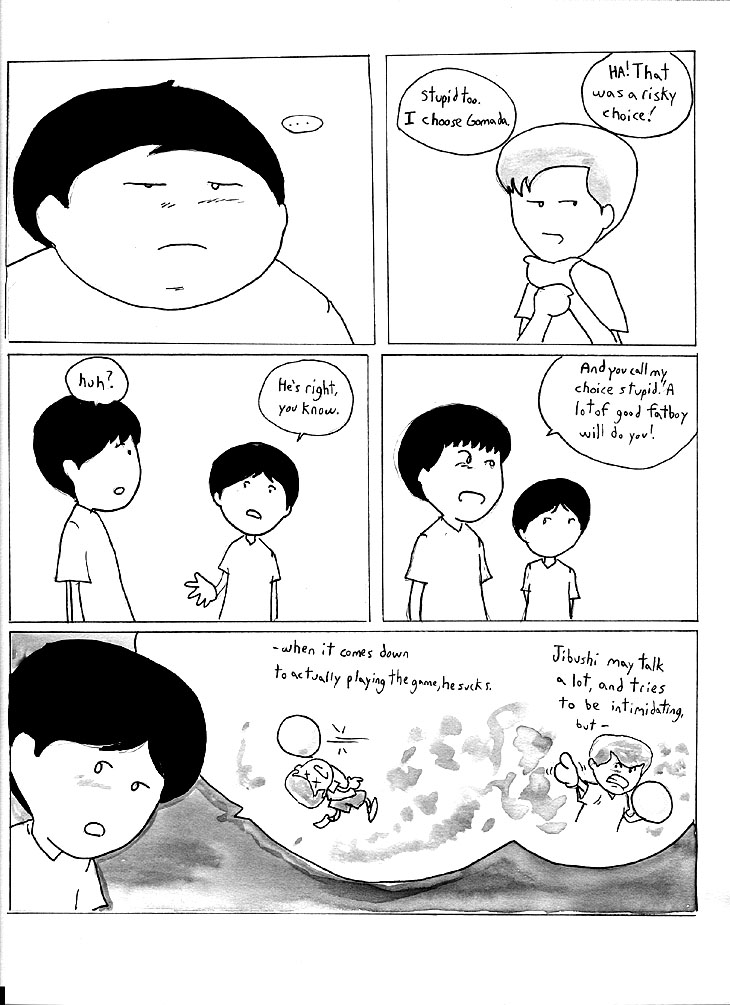 HA! That
was a risky
choice!
Stupid too.
I choose Gomada.
...
And you call my
choice stupid! A
lot of good fatboy
will do you!
He's right,
you know.
huh?
Jibushi may talk
a lot, and tries
to be intimidating,
but -
- when it comes down
to actually playing the game, he sucks.